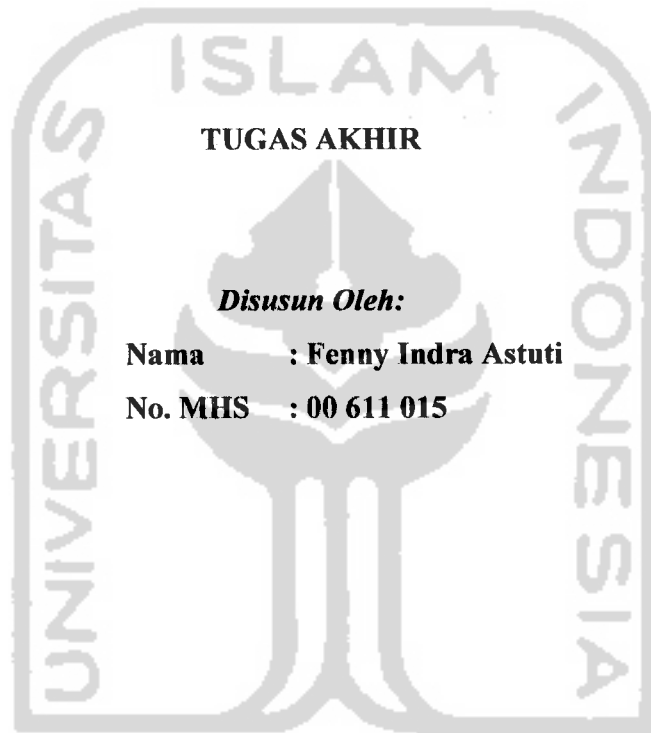 UNIVERSITAS
ISLAM
INDONESIA
TUGAS AKHIR
Disusun Oleh:
Nama : Fenny Indra Astuti
No. MHS : 00 611 015